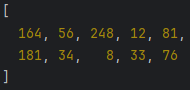 [
  164, 56, 248, 12, 81,
  181, 34,   8, 33, 76
]